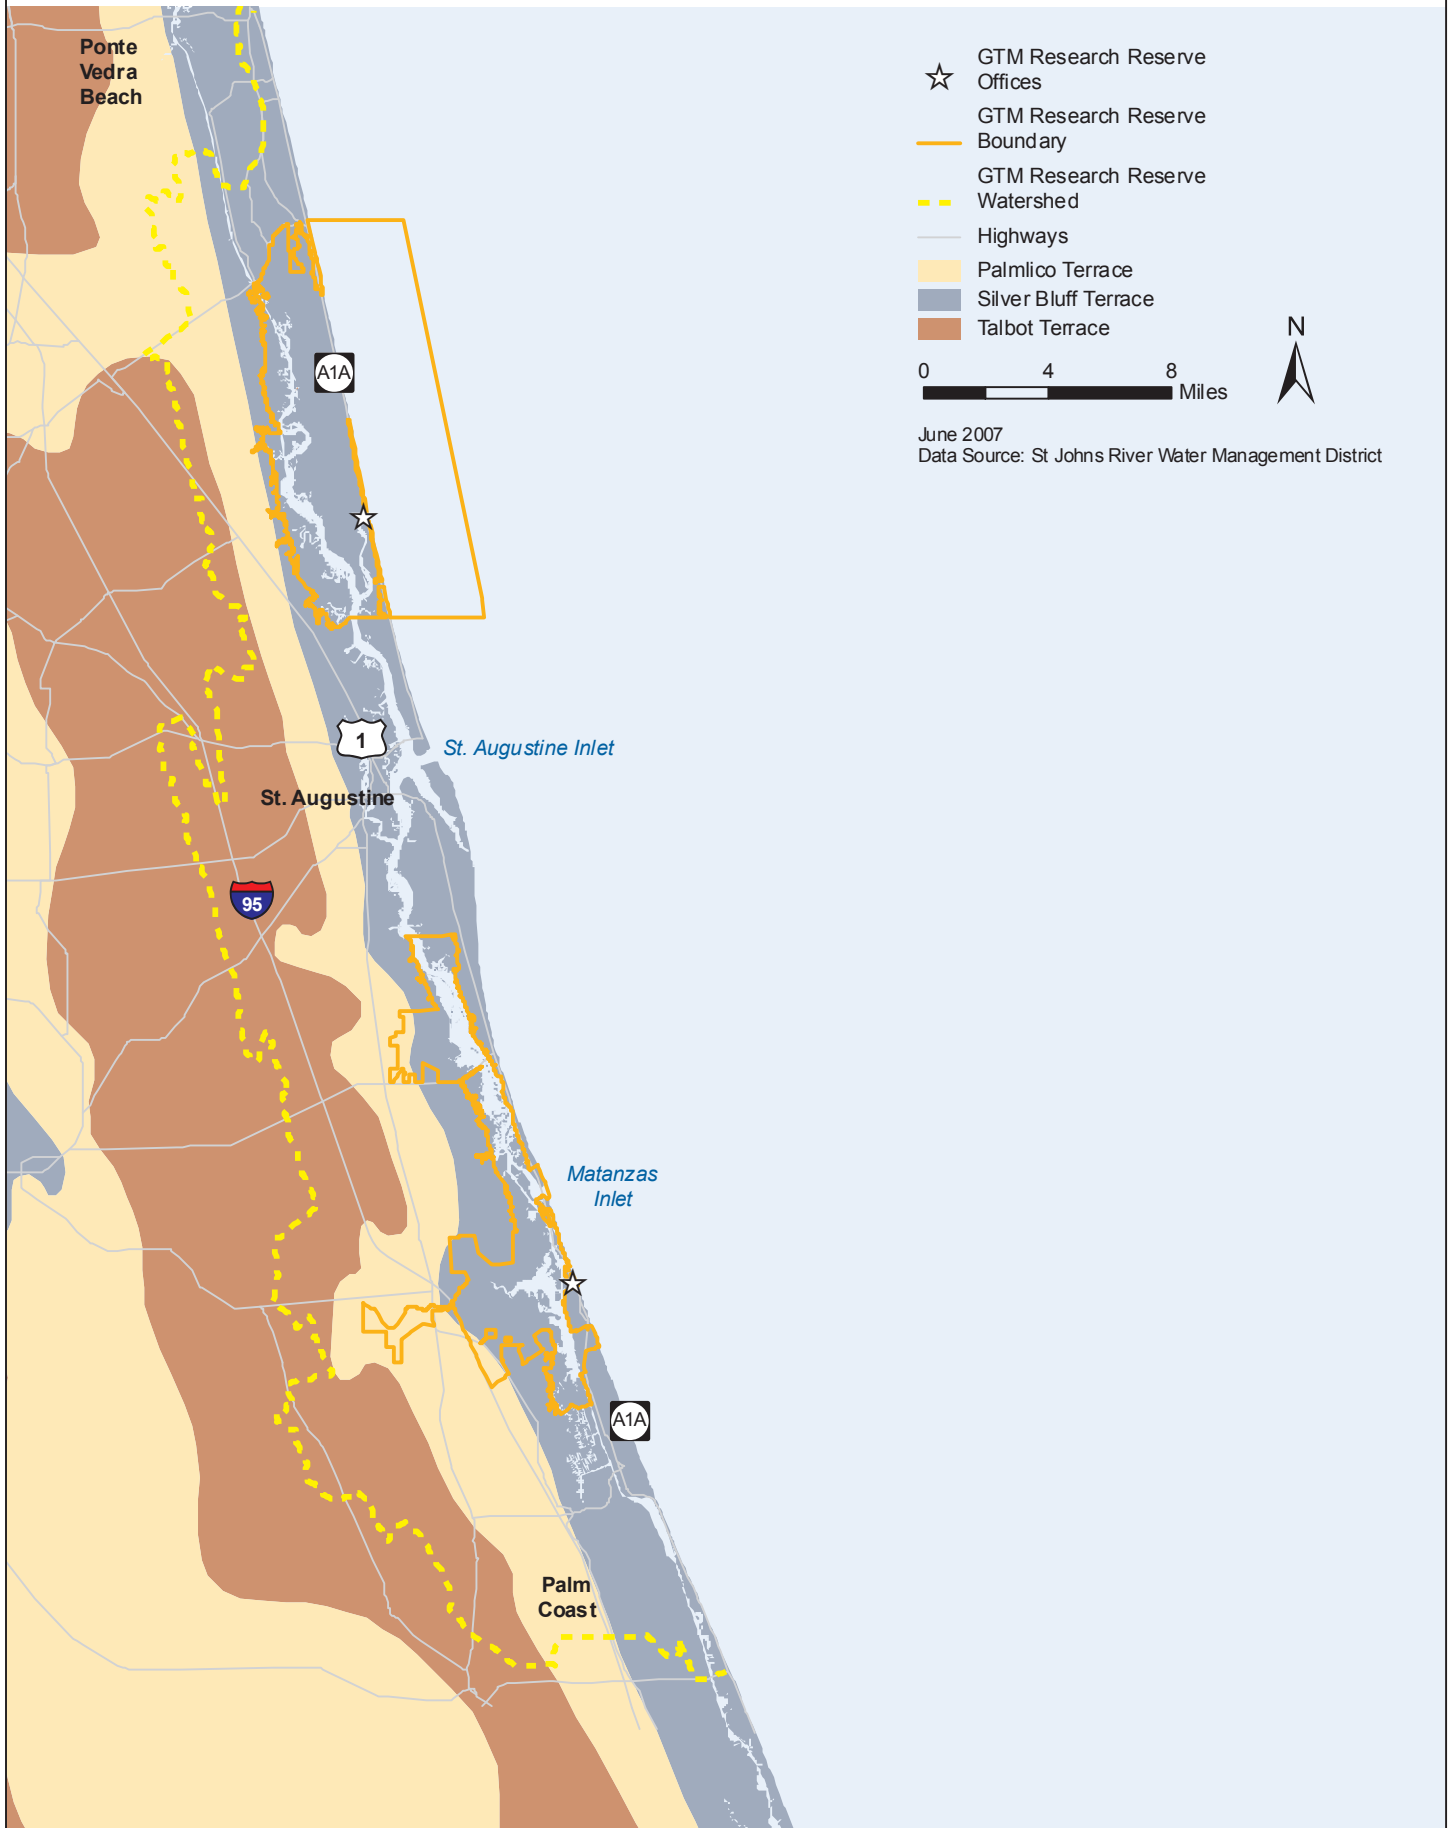 Ponte
Vedra
Beach
GTM Research Reserve
Offices
GTM Research Reserve
Boundary
GTM Research Reserve
Watershed
Highways
Palmlico Terrace
Silver Bluff Terrace
Talbot Terrace
N
0 4 8
Miles
June 2007
Data Source: St Johns River Water Management District
A1A
1
St. Augustine Inlet
St. Augustine
95
Matanzas
Inlet
A1A
Palm
Coast